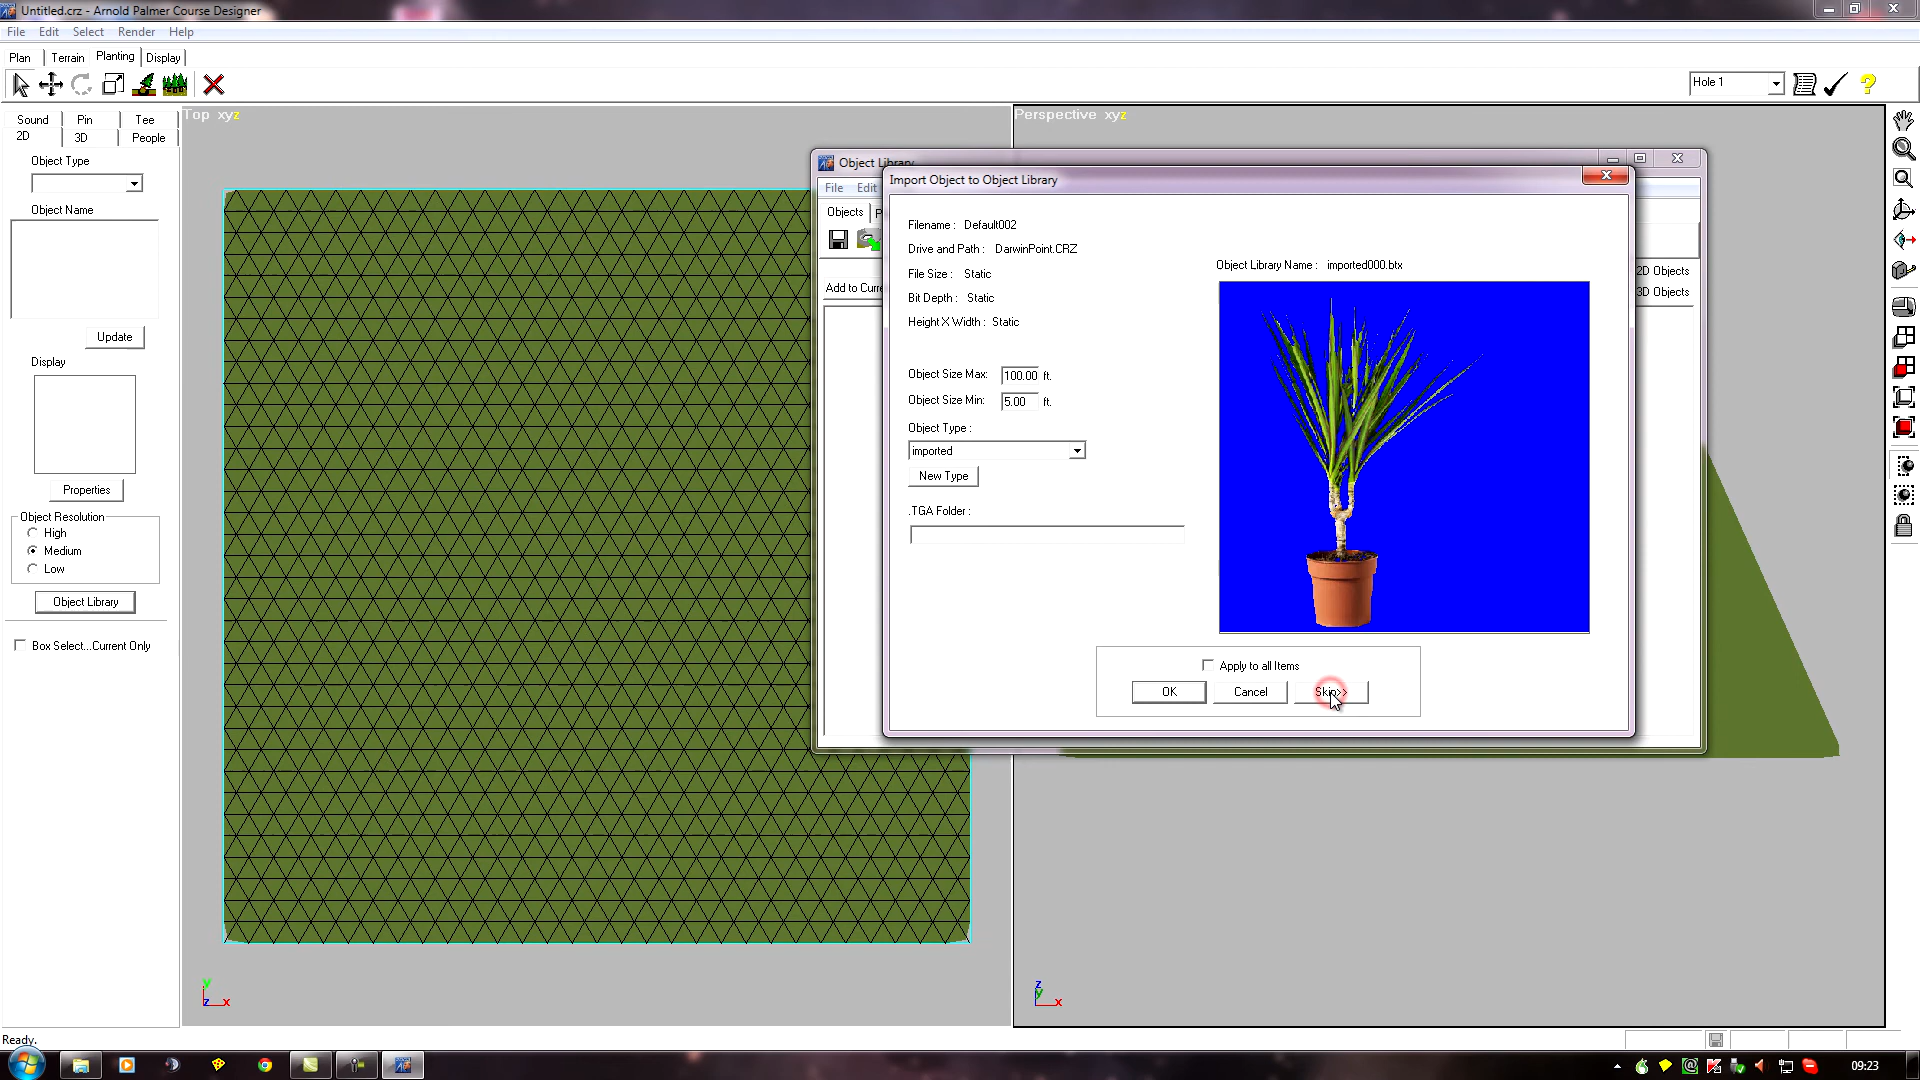 Untitled.crz - Arnold Palmer Course Designer
File Edit Select Render Help
Plan Terrain Planting Display
Hole 1
Sound Pin Tee
2D 3D People
Object Type
Object Name
Update
Display
Properties
Object Resolution
High
Medium
Low
Object Library
Box Select...Current Only
Top xyz
Perspective xyz
Object Library
File Edit
Objects
2D Objects
3D Objects
Import Object to Object Library
Filename : Default002
Drive and Path : DarwinPoint.CRZ
File Size : Static
Bit Depth : Static
Height X Width : Static
Object Size Max: 100.00 ft.
Object Size Min: 5.00 ft.
Object Type :
imported
New Type
.TGA Folder :
Object Library Name : imported000.btx
Apply to all Items
OK Cancel Skip>>
y
z x
z
y x
Ready.
09:23